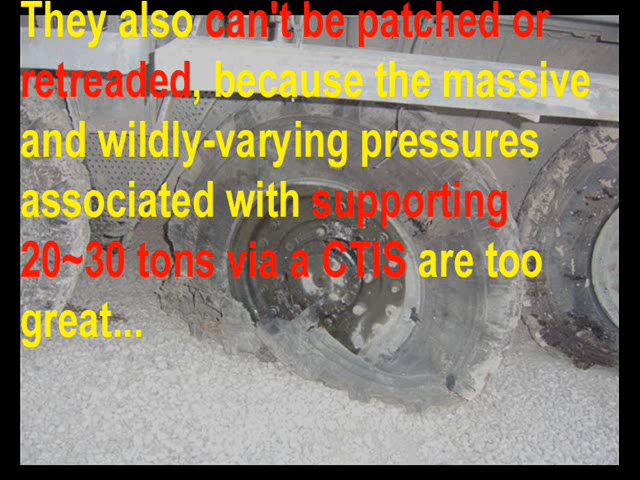 They also can't be patched or
retreaded, because the massive
and wildly-varying pressures
associated with supporting
20~30 tons via a CTIS are too
great...